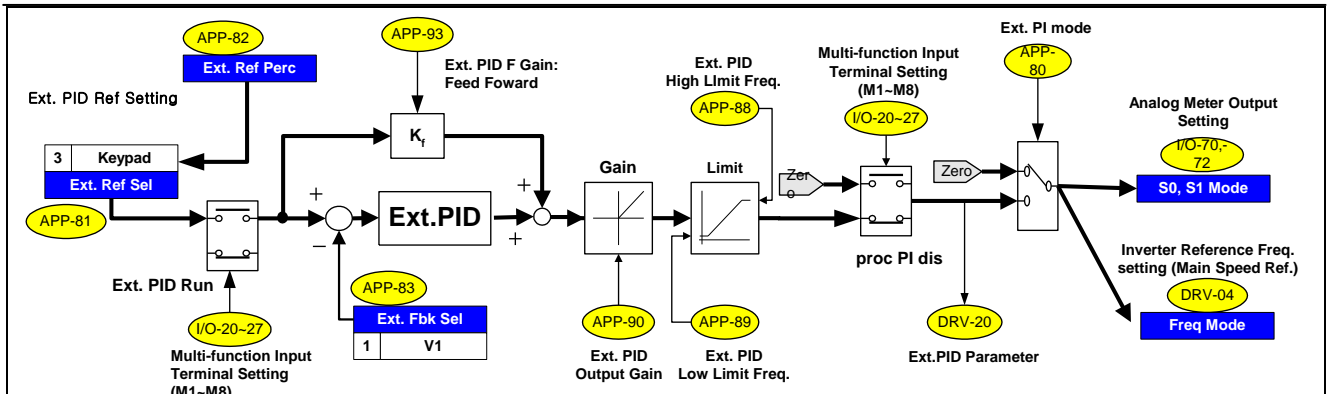 APP-82
Ext. Ref Perc
Ext. PID Ref Setting
3 Keypad
Ext. Ref Sel
APP-81
Ext. PID Run
I/O-20~27
Multi-function Input
Terminal Setting
(M1~M8)
APP-93
Ext. PID F Gain:
Feed Foward
Kf
+
−
Ext.PID
+
+
APP-83
Ext. Fbk Sel
1 V1
Gain
APP-90
Ext. PID
Output Gain
Ext. PID
High LImit Freq.
APP-88
Limit
APP-89
Ext. PID
Low Limit Freq.
Multi-function Input
Terminal Setting
(M1~M8)
I/O-20~27
Zer
o
proc PI dis
Zero
DRV-20
Ext.PID Parameter
Ext. PI mode
APP-
80
Analog Meter Output
Setting
I/O-70,-
72
S0, S1 Mode
Inverter Reference Freq.
setting (Main Speed Ref.)
DRV-04
Freq Mode